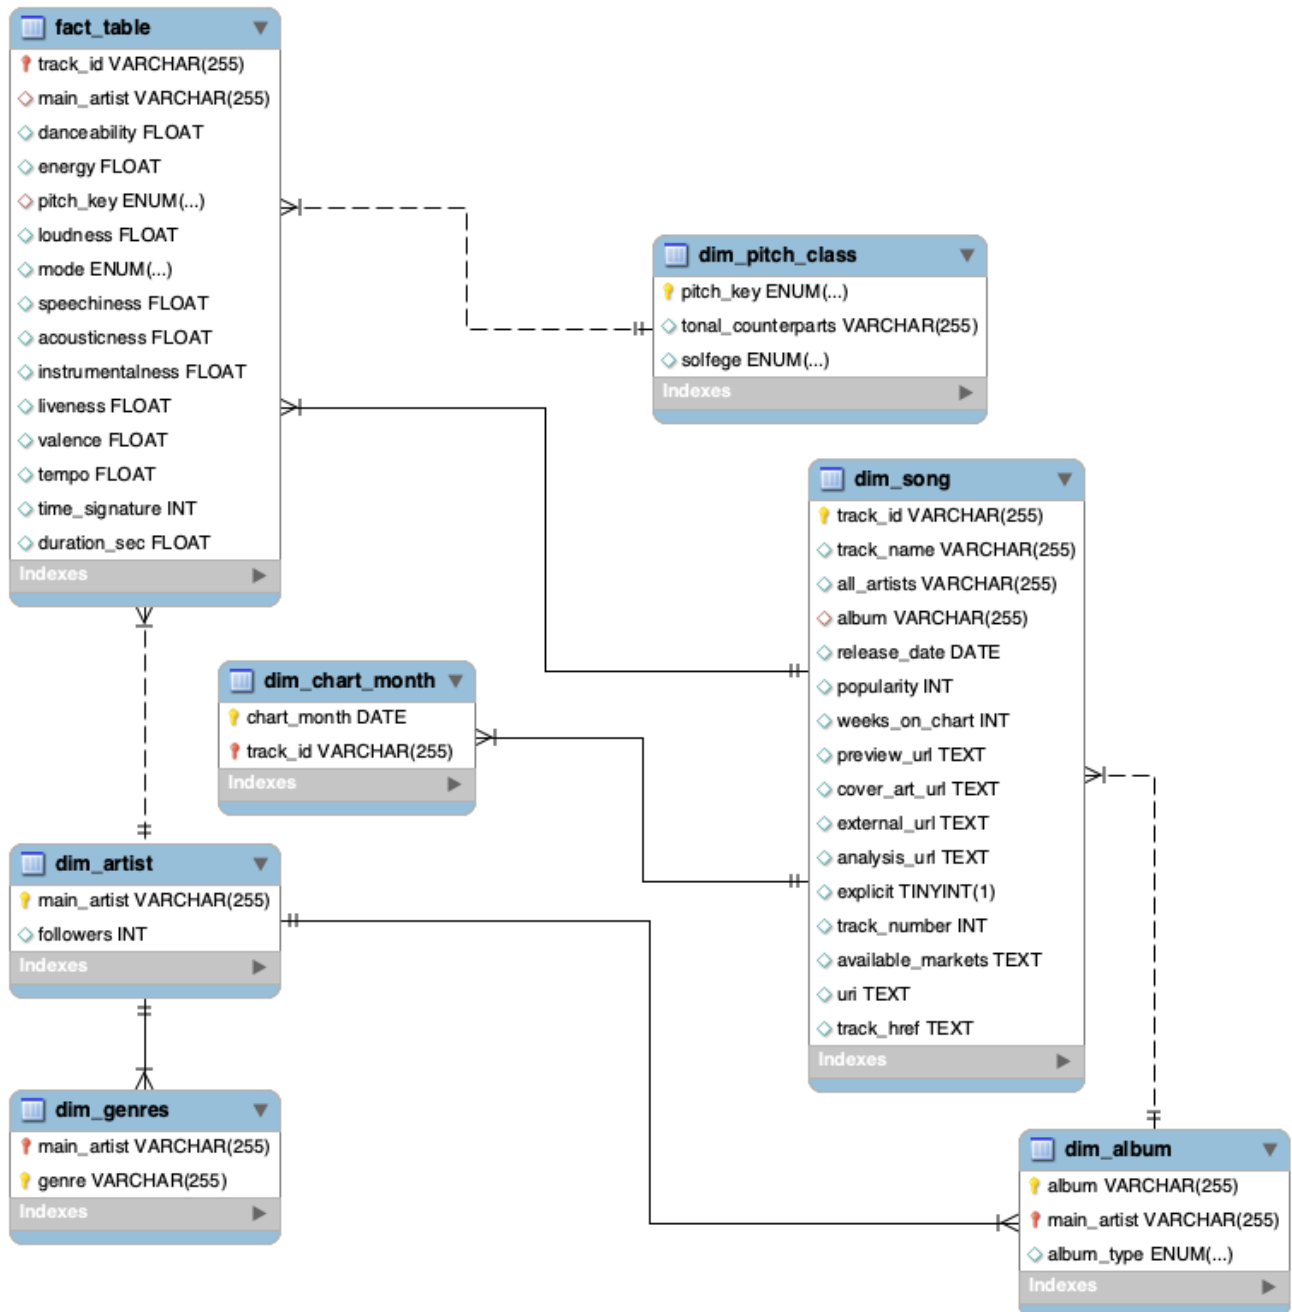 fact_table
track_id VARCHAR(255)
main_artist VARCHAR(255)
danceability FLOAT
energy FLOAT
pitch_key ENUM(...)
loudness FLOAT
mode ENUM(...)
speechiness FLOAT
acousticness FLOAT
instrumentalness FLOAT
liveness FLOAT
valence FLOAT
tempo FLOAT
time_signature INT
duration_sec FLOAT
Indexes
dim_pitch_class
pitch_key ENUM(...)
tonal_counterparts VARCHAR(255)
solfege ENUM(...)
Indexes
dim_song
track_id VARCHAR(255)
track_name VARCHAR(255)
all_artists VARCHAR(255)
album VARCHAR(255)
release_date DATE
popularity INT
weeks_on_chart INT
preview_url TEXT
cover_art_url TEXT
external_url TEXT
analysis_url TEXT
explicit TINYINT(1)
track_number INT
available_markets TEXT
uri TEXT
track_href TEXT
Indexes
dim_chart_month
chart_month DATE
track_id VARCHAR(255)
Indexes
dim_artist
main_artist VARCHAR(255)
followers INT
Indexes
dim_genres
main_artist VARCHAR(255)
genre VARCHAR(255)
Indexes
dim_album
album VARCHAR(255)
main_artist VARCHAR(255)
album_type ENUM(...)
Indexes